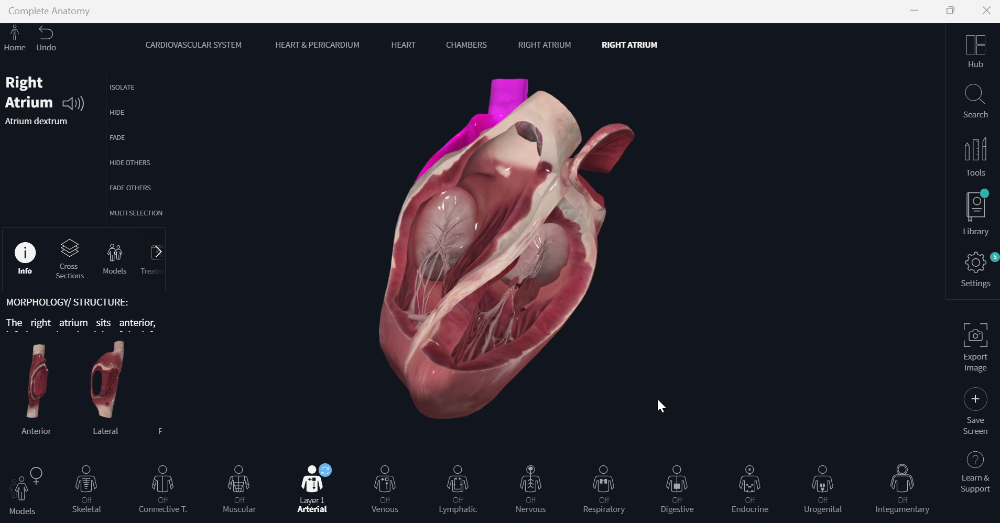 Complete Anatomy
Home
Undo
CARDIOVASCULAR SYSTEM
HEART & PERICARDIUM
HEART
CHAMBERS
RIGHT ATRIUM
RIGHT ATRIUM
Hub
Right
Atrium
Atrium dextrum
ISOLATE
HIDE
FADE
HIDE OTHERS
FADE OTHERS
MULTI SELECTION
Search
Tools
Library
5
Settings
i
Info
Cross-
Sections
Models
Treatm
MORPHOLOGY/ STRUCTURE:
The right atrium sits anterior,
Anterior
Lateral
Export
Image
+
Save
Screen
?
Learn &
Support
Models
Off
Skeletal
Off
Connective T.
Off
Muscular
Layer 1
Arterial
Off
Venous
Off
Lymphatic
Off
Nervous
Off
Respiratory
Off
Digestive
Off
Endocrine
Off
Urogenital
Off
Integumentary